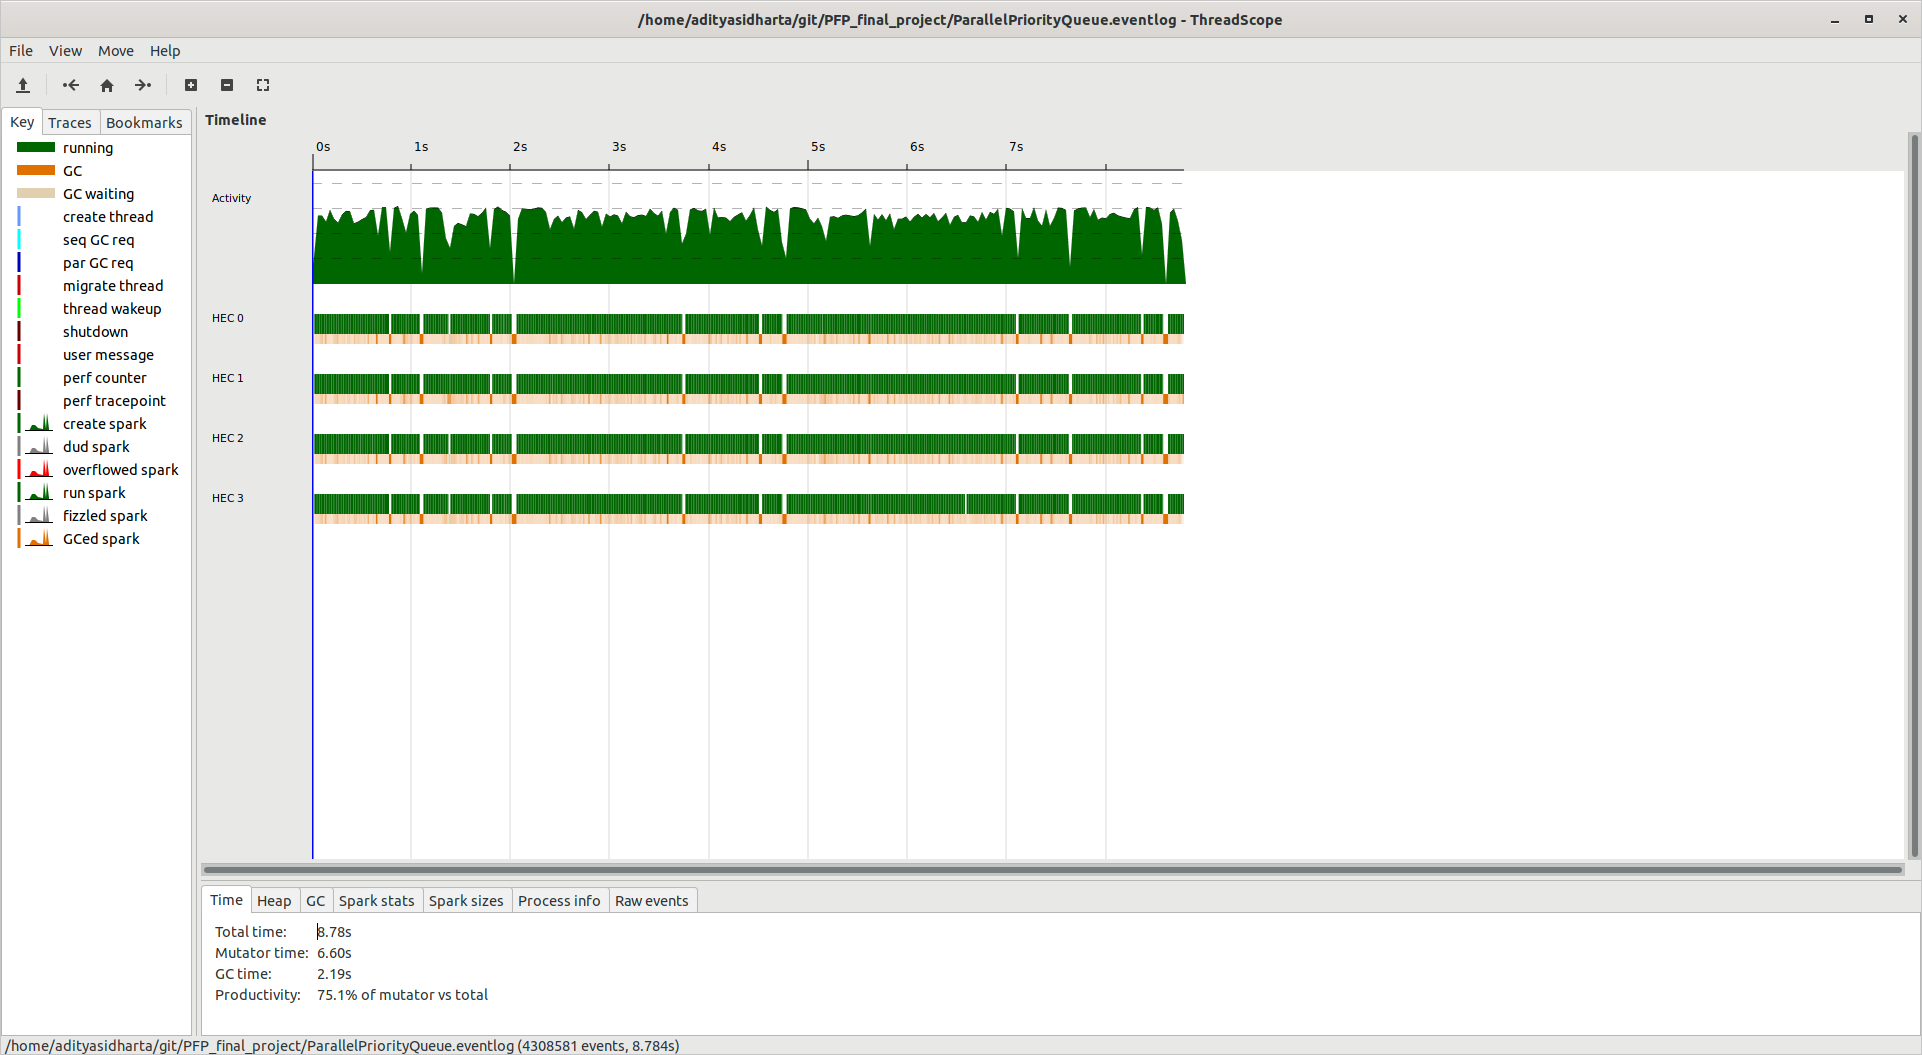 /home/adityasidharta/git/PFP_final_project/ParallelPriorityQueue.eventlog - ThreadScope
File View Move Help
Key Traces Bookmarks
running
GC
GC waiting
create thread
seq GC req
par GC req
migrate thread
thread wakeup
shutdown
user message
perf counter
perf tracepoint
create spark
dud spark
overflowed spark
run spark
fizzled spark
GCed spark
Timeline
0s 1s 2s 3s 4s 5s 6s 7s
Activity
HEC 0
HEC 1
HEC 2
HEC 3
Time Heap GC Spark stats Spark sizes Process info Raw events
Total time: 8.78s
Mutator time: 6.60s
GC time: 2.19s
Productivity: 75.1% of mutator vs total
/home/adityasidharta/git/PFP_final_project/ParallelPriorityQueue.eventlog (4308581 events, 8.784s)